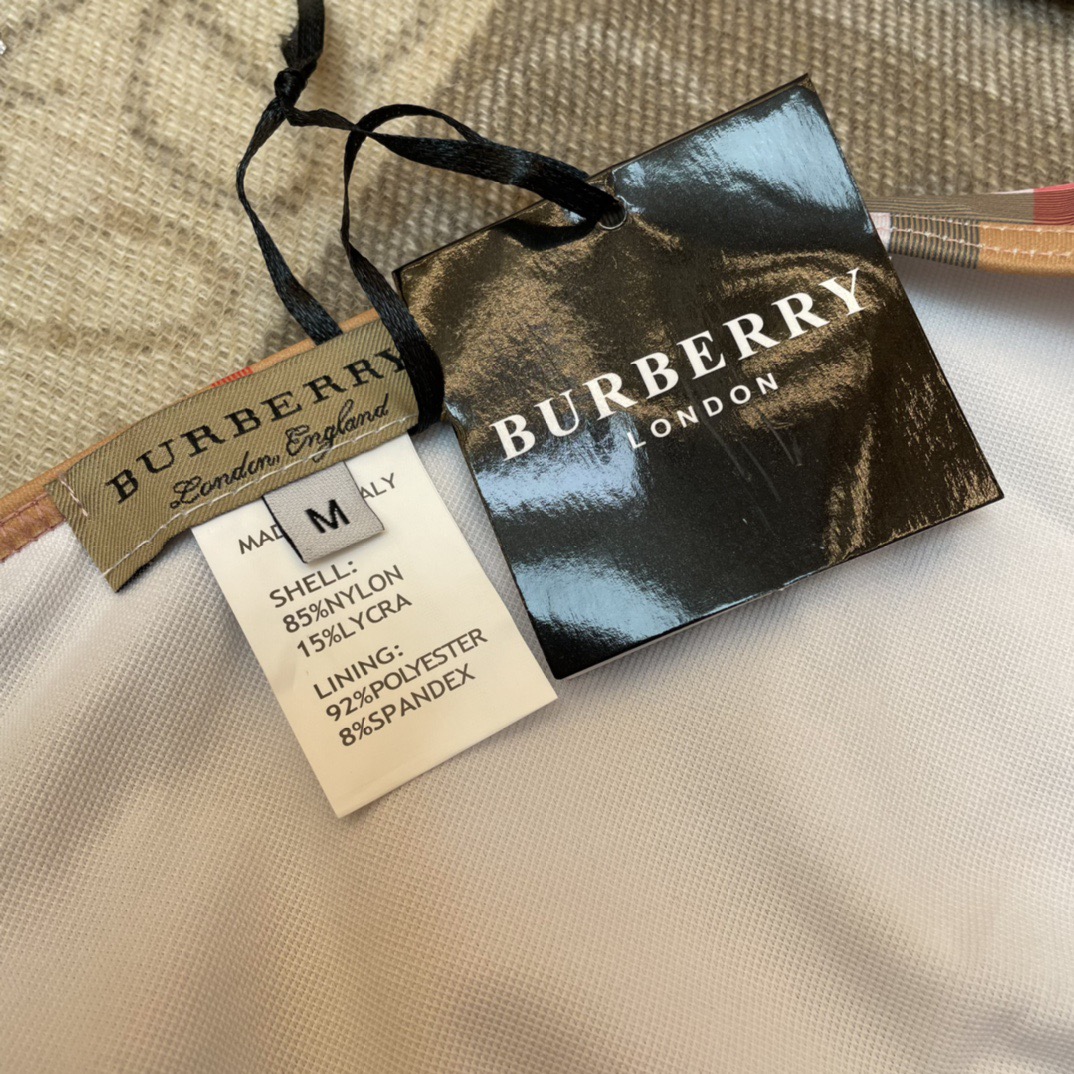 BURBERRY
LONDON
BURBERRY
London, England
M
MAD ALY
SHELL:
85%NYLON
15%LYCRA
LINING:
92%POLYESTER
8%SPANDEX